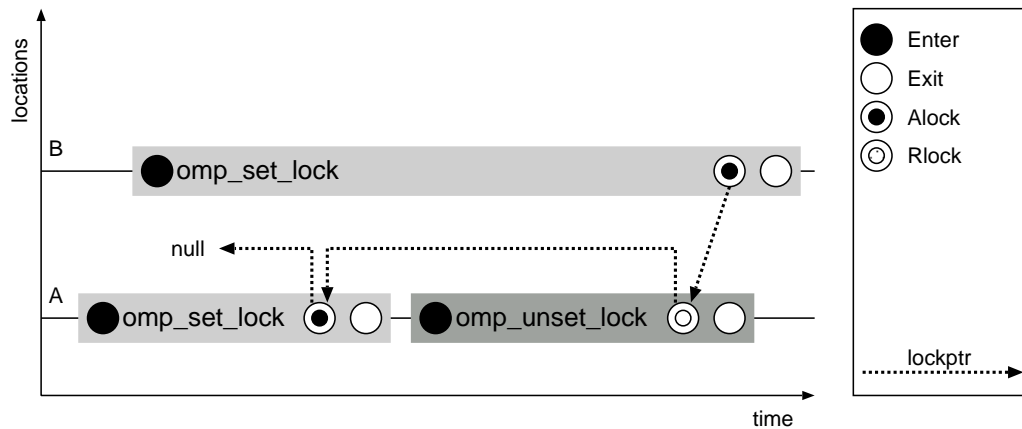 locations
B
omp_set_lock
null
A
omp_set_lock
omp_unset_lock
time
Enter
Exit
Alock
Rlock
lockptr